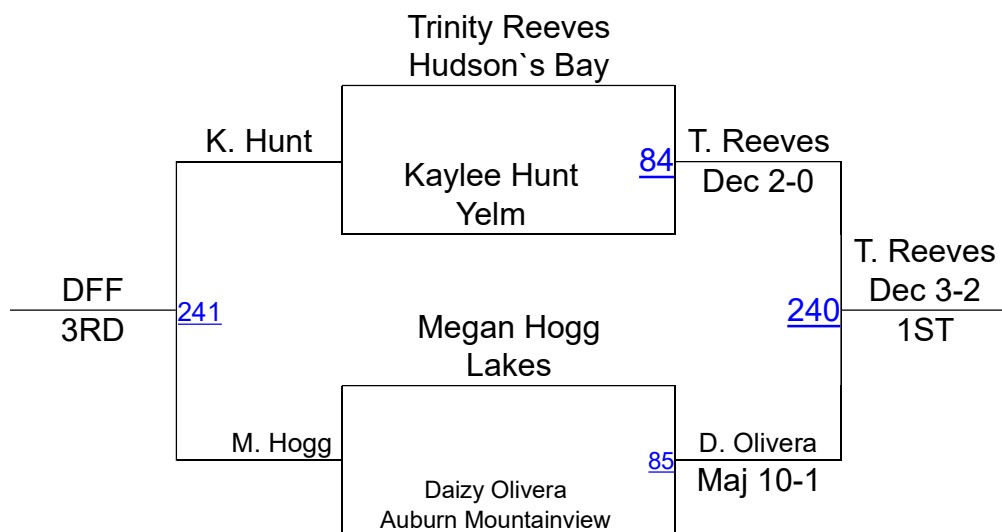 Trinity Reeves
Hudson`s Bay
K. Hunt
84
T. Reeves
Kaylee Hunt
Yelm
Dec 2-0
T. Reeves
DFF
Dec 3-2
241
240
3RD
1ST
Megan Hogg
Lakes
M. Hogg
85
D. Olivera
Maj 10-1
Daizy Olivera
Auburn Mountainview